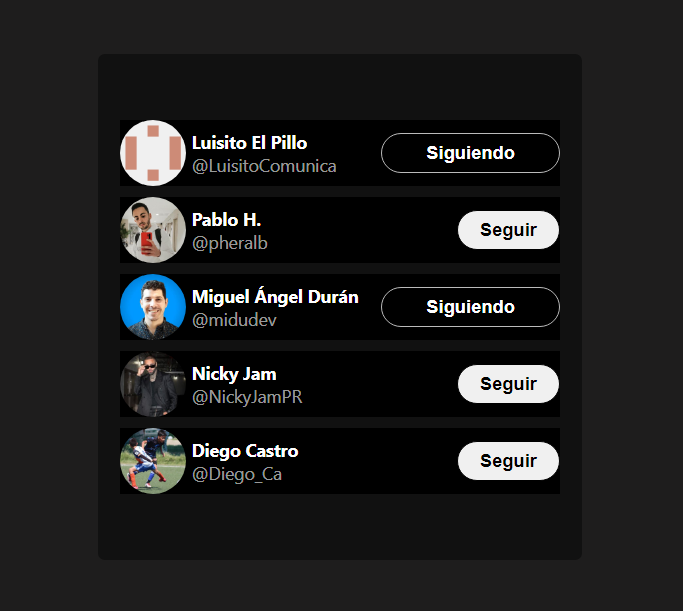 Luisito El Pillo
@LuisitoComunica
Siguiendo
Pablo H.
@pheralb
Seguir
Miguel Ángel Durán
@midudev
Siguiendo
Nicky Jam
@NickyJamPR
Seguir
Diego Castro
@Diego_Ca
Seguir